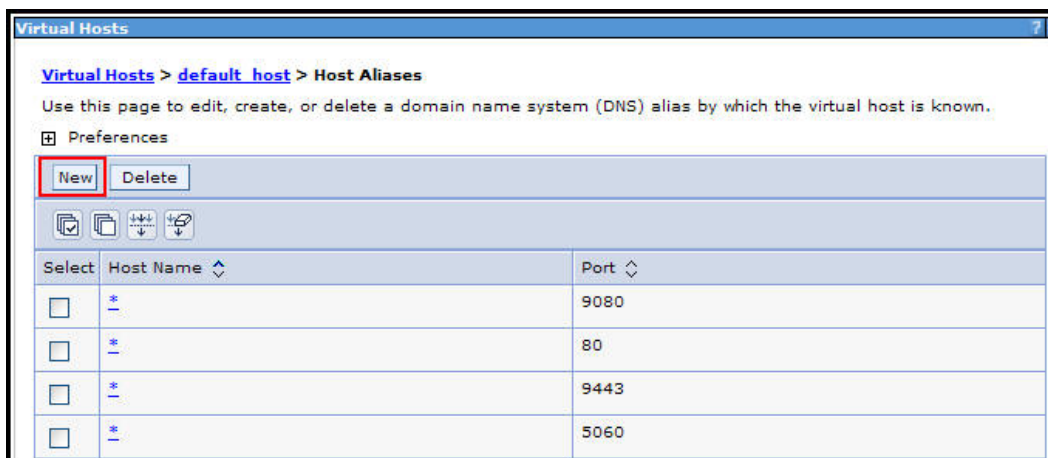 Virtual Hosts ?
Virtual Hosts > default_host > Host Aliases
Use this page to edit, create, or delete a domain name system (DNS) alias by which the virtual host is known.
Preferences
New Delete
Select Host Name Port
* 9080
* 80
* 9443
* 5060